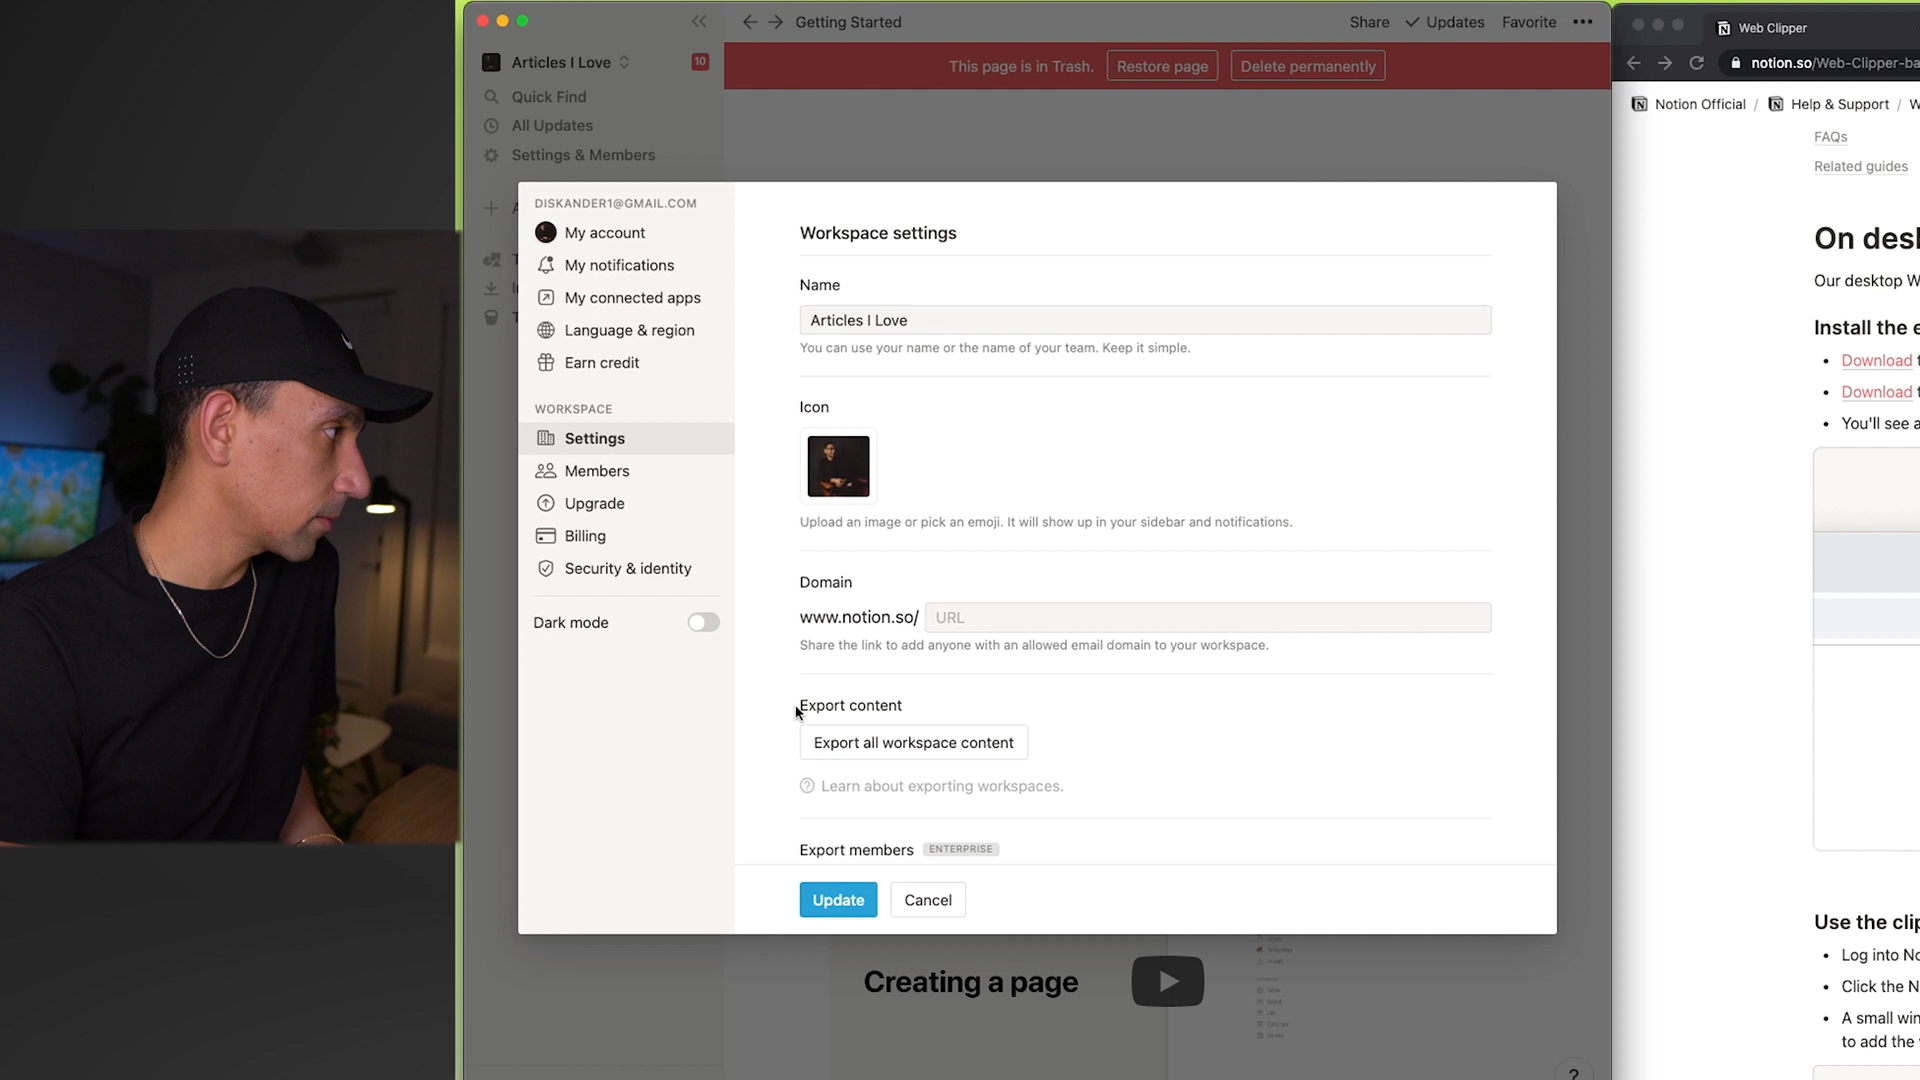 Getting Started
Share
Updates
Favorite
Articles I Love
10
Quick Find
All Updates
Settings & Members
This page is in Trash.
Restore page
Delete permanently
DISKANDER1@GMAIL.COM
My account
My notifications
My connected apps
Language & region
Earn credit
WORKSPACE
Settings
Members
Upgrade
Billing
Security & identity
Dark mode
Workspace settings
Name
Articles I Love
You can use your name or the name of your team. Keep it simple.
Icon
Upload an image or pick an emoji. It will show up in your sidebar and notifications.
Domain
www.notion.so/ URL
Share the link to add anyone with an allowed email domain to your workspace.
Export content
Export all workspace content
Learn about exporting workspaces.
Export members ENTERPRISE
Update
Cancel
Creating a page
?
Web Clipper
notion.so/Web-Clipper-ba
Notion Official / Help & Support / W
FAQs
Related guides
On desk
Our desktop W
Install the e
Download t
Download t
You'll see a
Use the clip
Log into No
Click the N
A small win
to add the